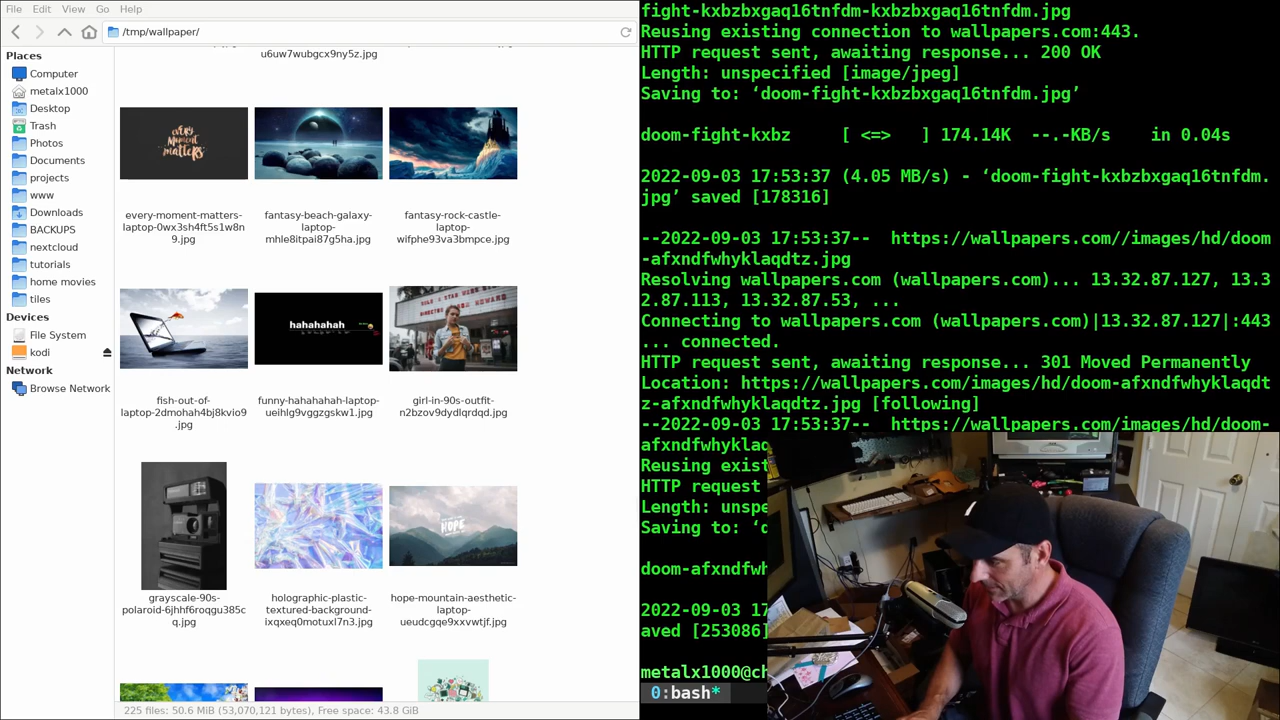 File Edit View Go Help
/tmp/wallpaper/
Places
Computer
metalx1000
Desktop
Trash
Photos
Documents
projects
www
Downloads
BACKUPS
nextcloud
tutorials
home movies
tiles
Devices
File System
kodi
Network
Browse Network
u6uw7wubgcx9ny5z.jpg
every Moment matters
every-moment-matters-
laptop-0wx3sh4ft5s1w8n
9.jpg
fantasy-beach-galaxy-
laptop-
mhle8itpai87g5ha.jpg
fantasy-rock-castle-
laptop-
wifphe93va3bmpce.jpg
hahahahah
fish-out-of-
laptop-2dmohah4bj8kvio9
.jpg
funny-hahahahah-laptop-
ueihlg9vggzgskw1.jpg
girl-in-90s-outfit-
n2bzov9dydlqrdqd.jpg
HOPE
grayscale-90s-
polaroid-6jhhf6roqgu385c
q.jpg
holographic-plastic-
textured-background-
ixqxeq0motuxl7n3.jpg
hope-mountain-aesthetic-
laptop-
ueudcgqe9xxvwtjf.jpg
225 files: 50.6 MiB (53,070,121 bytes), Free space: 43.8 GiB
fight-kxbzbxgaq16tnfdm-kxbzbxgaq16tnfdm.jpg
Reusing existing connection to wallpapers.com:443.
HTTP request sent, awaiting response... 200 OK
Length: unspecified [image/jpeg]
Saving to: ‘doom-fight-kxbzbxgaq16tnfdm.jpg’
doom-fight-kxbz [ <=> ] 174.14K --.-KB/s in 0.04s
2022-09-03 17:53:37 (4.05 MB/s) - ‘doom-fight-kxbzbxgaq16tnfdm.
jpg’ saved [178316]
--2022-09-03 17:53:37-- https://wallpapers.com//images/hd/doom
-afxndfwhyklaqdtz.jpg
Resolving wallpapers.com (wallpapers.com)... 13.32.87.127, 13.3
2.87.113, 13.32.87.53, ...
Connecting to wallpapers.com (wallpapers.com)|13.32.87.127|:443
... connected.
HTTP request sent, awaiting response... 301 Moved Permanently
Location: https://wallpapers.com/images/hd/doom-afxndfwhyklaqdt
z-afxndfwhyklaqdtz.jpg [following]
--2022-09-03 17:53:37-- https://wallpapers.com/images/hd/doom-
afxndfwhyklaq
Reusing exist
HTTP request
Length: unspe
Saving to: ‘d
doom-afxndfwh
2022-09-03 17
aved [253086]
metalx1000@ch
0:bash*